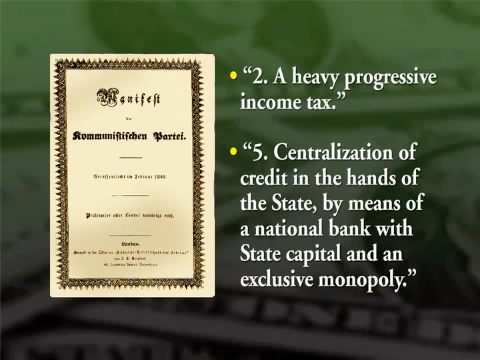 Manifest
der
Kommunistischen Partei.
Veröffentlicht im Februar 1848
Proletarier aller Länder vereinigt euch.
London.
• “2. A heavy progressive
income tax.”
• “5. Centralization of
credit in the hands of
the State, by means of
a national bank with
State capital and an
exclusive monopoly.”